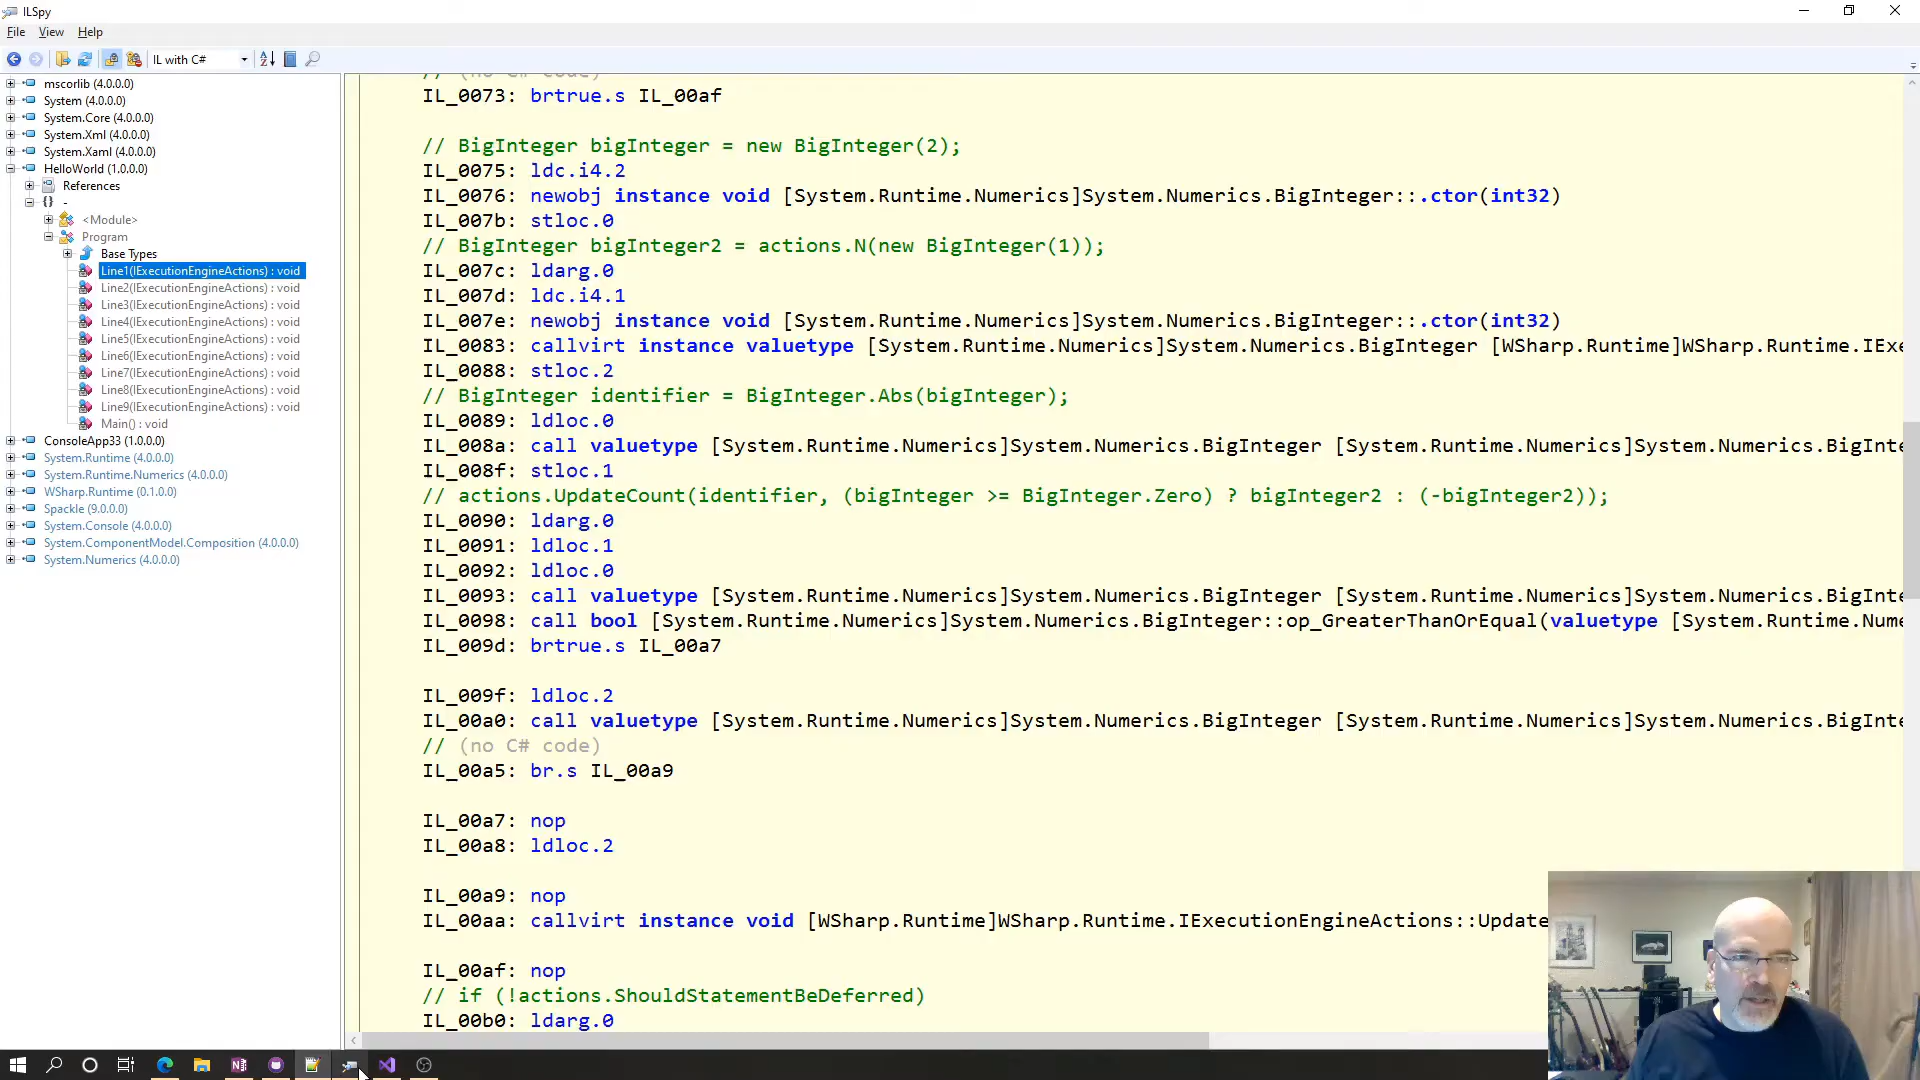 ILSpy
File View Help
IL with C#
mscorlib (4.0.0.0)
System (4.0.0.0)
System.Core (4.0.0.0)
System.Xml (4.0.0.0)
System.Xaml (4.0.0.0)
HelloWorld (1.0.0.0)
References
{} -
<Module>
Program
Base Types
Line1(IExecutionEngineActions) : void
Line2(IExecutionEngineActions) : void
Line3(IExecutionEngineActions) : void
Line4(IExecutionEngineActions) : void
Line5(IExecutionEngineActions) : void
Line6(IExecutionEngineActions) : void
Line7(IExecutionEngineActions) : void
Line8(IExecutionEngineActions) : void
Line9(IExecutionEngineActions) : void
Main() : void
ConsoleApp33 (1.0.0.0)
System.Runtime (4.0.0.0)
System.Runtime.Numerics (4.0.0.0)
WSharp.Runtime (0.1.0.0)
Spackle (9.0.0.0)
System.Console (4.0.0.0)
System.ComponentModel.Composition (4.0.0.0)
System.Numerics (4.0.0.0)
// (no C# code)
IL_0073: brtrue.s IL_00af
// BigInteger bigInteger = new BigInteger(2);
IL_0075: ldc.i4.2
IL_0076: newobj instance void [System.Runtime.Numerics]System.Numerics.BigInteger::.ctor(int32)
IL_007b: stloc.0
// BigInteger bigInteger2 = actions.N(new BigInteger(1));
IL_007c: ldarg.0
IL_007d: ldc.i4.1
IL_007e: newobj instance void [System.Runtime.Numerics]System.Numerics.BigInteger::.ctor(int32)
IL_0083: callvirt instance valuetype [System.Runtime.Numerics]System.Numerics.BigInteger [WSharp.Runtime]WSharp.Runtime.IExe
IL_0088: stloc.2
// BigInteger identifier = BigInteger.Abs(bigInteger);
IL_0089: ldloc.0
IL_008a: call valuetype [System.Runtime.Numerics]System.Numerics.BigInteger [System.Runtime.Numerics]System.Numerics.BigInte
IL_008f: stloc.1
// actions.UpdateCount(identifier, (bigInteger >= BigInteger.Zero) ? bigInteger2 : (-bigInteger2));
IL_0090: ldarg.0
IL_0091: ldloc.1
IL_0092: ldloc.0
IL_0093: call valuetype [System.Runtime.Numerics]System.Numerics.BigInteger [System.Runtime.Numerics]System.Numerics.BigInte
IL_0098: call bool [System.Runtime.Numerics]System.Numerics.BigInteger::op_GreaterThanOrEqual(valuetype [System.Runtime.Nume
IL_009d: brtrue.s IL_00a7
IL_009f: ldloc.2
IL_00a0: call valuetype [System.Runtime.Numerics]System.Numerics.BigInteger [System.Runtime.Numerics]System.Numerics.BigInte
// (no C# code)
IL_00a5: br.s IL_00a9
IL_00a7: nop
IL_00a8: ldloc.2
IL_00a9: nop
IL_00aa: callvirt instance void [WSharp.Runtime]WSharp.Runtime.IExecutionEngineActions::Update
IL_00af: nop
// if (!actions.ShouldStatementBeDeferred)
IL_00b0: ldarg.0